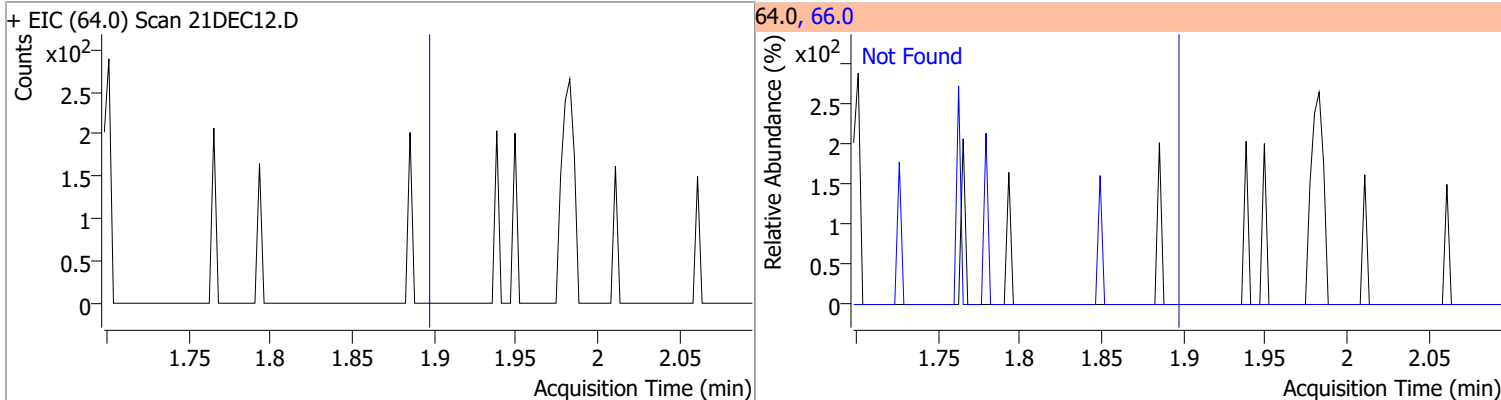 + EIC (64.0) Scan 21DEC12.D
Counts
x10²
2.5
2
1.5
1
0.5
0
1.75 1.8 1.85 1.9 1.95 2 2.05
Acquisition Time (min)
64.0, 66.0
Relative Abundance (%)
x10²
Not Found
2.5
2
1.5
1
0.5
0
1.75 1.8 1.85 1.9 1.95 2 2.05
Acquisition Time (min)